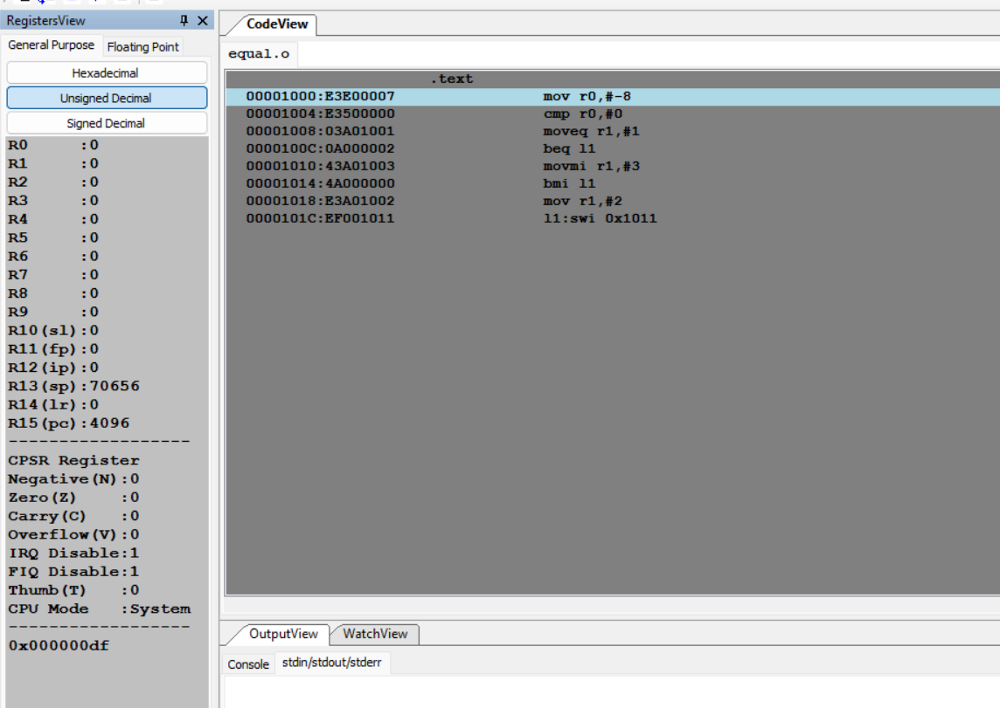 RegistersView
General Purpose Floating Point
Hexadecimal
Unsigned Decimal
Signed Decimal
R0 :0
R1 :0
R2 :0
R3 :0
R4 :0
R5 :0
R6 :0
R7 :0
R8 :0
R9 :0
R10(sl):0
R11(fp):0
R12(ip):0
R13(sp):70656
R14(lr):0
R15(pc):4096
------------------
CPSR Register
Negative(N):0
Zero(Z) :0
Carry(C) :0
Overflow(V):0
IRQ Disable:1
FIQ Disable:1
Thumb(T) :0
CPU Mode :System
------------------
0x000000df
CodeView
equal.o
.text
00001000:E3E00007 mov r0,#-8
00001004:E3500000 cmp r0,#0
00001008:03A01001 moveq r1,#1
0000100C:0A000002 beq l1
00001010:43A01003 movmi r1,#3
00001014:4A000000 bmi l1
00001018:E3A01002 mov r1,#2
0000101C:EF001011 l1:swi 0x1011
OutputView WatchView
Console stdin/stdout/stderr